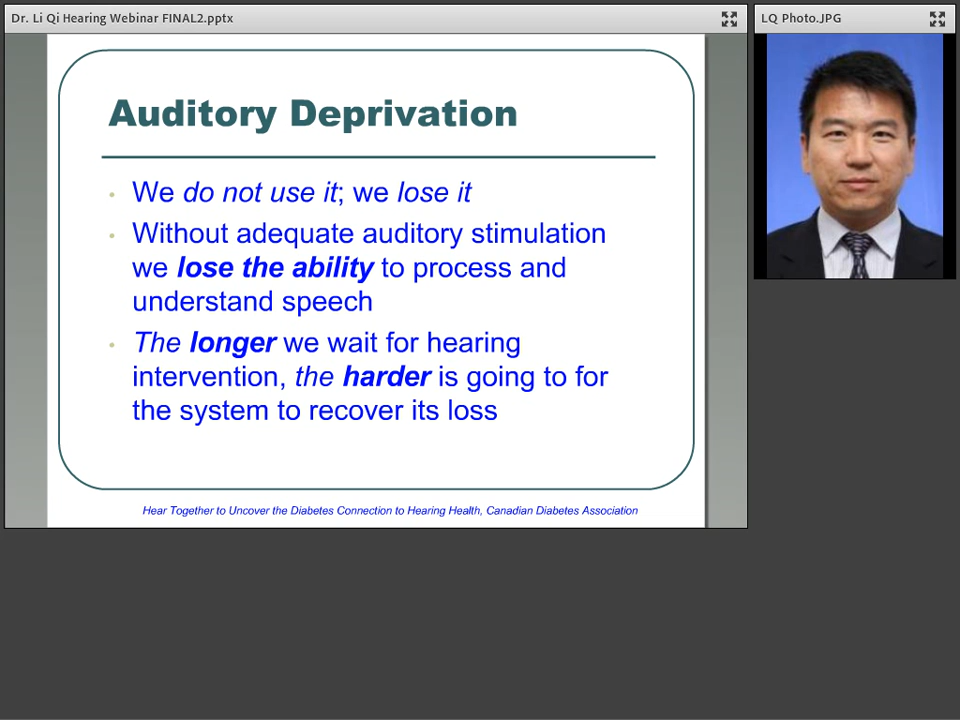 Dr. Li Qi Hearing Webinar FINAL2.pptx
LQ Photo.JPG
Auditory Deprivation
We do not use it; we lose it
Without adequate auditory stimulation
we lose the ability to process and
understand speech
The longer we wait for hearing
intervention, the harder is going to for
the system to recover its loss
Hear Together to Uncover the Diabetes Connection to Hearing Health, Canadian Diabetes Association